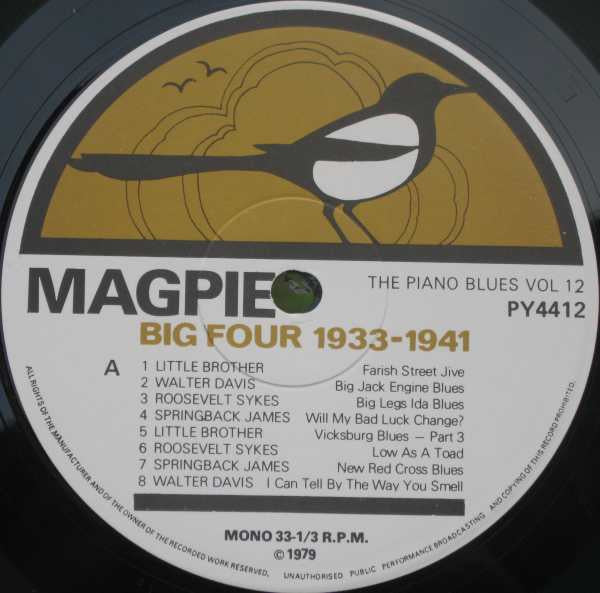 MAGPIE
THE PIANO BLUES VOL 12
PY4412
BIG FOUR 1933-1941
A
1 LITTLE BROTHER Farish Street Jive
2 WALTER DAVIS Big Jack Engine Blues
3 ROOSEVELT SYKES Big Legs Ida Blues
4 SPRINGBACK JAMES Will My Bad Luck Change?
5 LITTLE BROTHER Vicksburg Blues – Part 3
6 ROOSEVELT SYKES Low As A Toad
7 SPRINGBACK JAMES New Red Cross Blues
8 WALTER DAVIS I Can Tell By The Way You Smell
MONO 33-1/3 R.P.M.
© 1979
ALL RIGHTS OF THE MANUFACTURER AND OF THE OWNER OF THE RECORDED WORK RESERVED. UNAUTHORISED PUBLIC PERFORMANCE BROADCASTING AND COPYING OF THIS RECORD PROHIBITED.